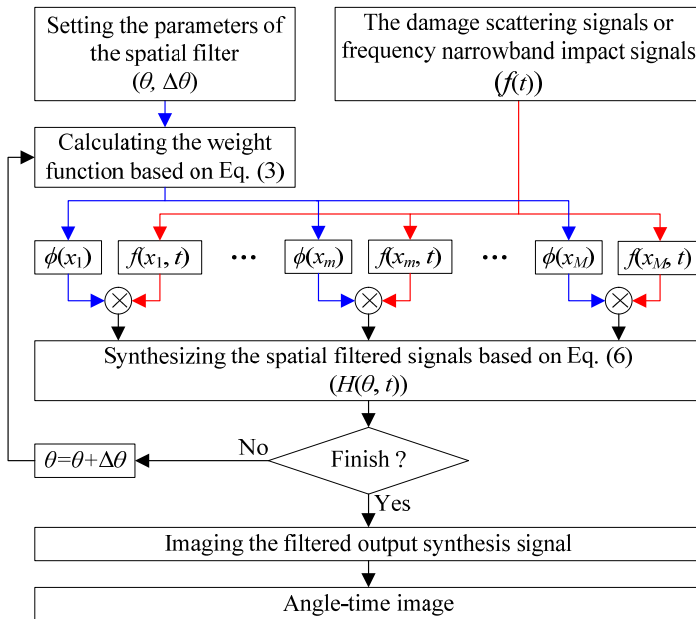 Setting the parameters of
the spatial filter
(θ, Δθ)
The damage scattering signals or
frequency narrowband impact signals
(f(t))
Calculating the weight
function based on Eq. (3)
ϕ(x₁)
f(x₁, t)
···
ϕ(xₘ)
f(xₘ, t)
···
ϕ(x_M)
f(x_M, t)
Synthesizing the spatial filtered signals based on Eq. (6)
(H(θ, t))
No
θ=θ+Δθ
Finish ?
Yes
Imaging the filtered output synthesis signal
Angle-time image